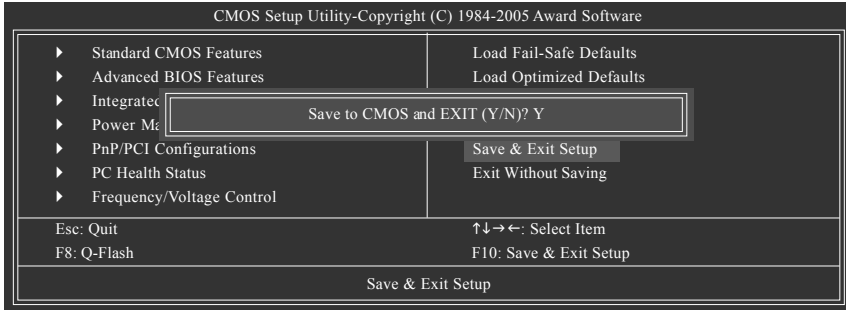 CMOS Setup Utility-Copyright (C) 1984-2005 Award Software
Standard CMOS Features
Advanced BIOS Features
Integrated
Power Ma
PnP/PCI Configurations
PC Health Status
Frequency/Voltage Control
Load Fail-Safe Defaults
Load Optimized Defaults
Save & Exit Setup
Exit Without Saving
Save to CMOS and EXIT (Y/N)? Y
Esc: Quit
↑↓→←: Select Item
F8: Q-Flash
F10: Save & Exit Setup
Save & Exit Setup